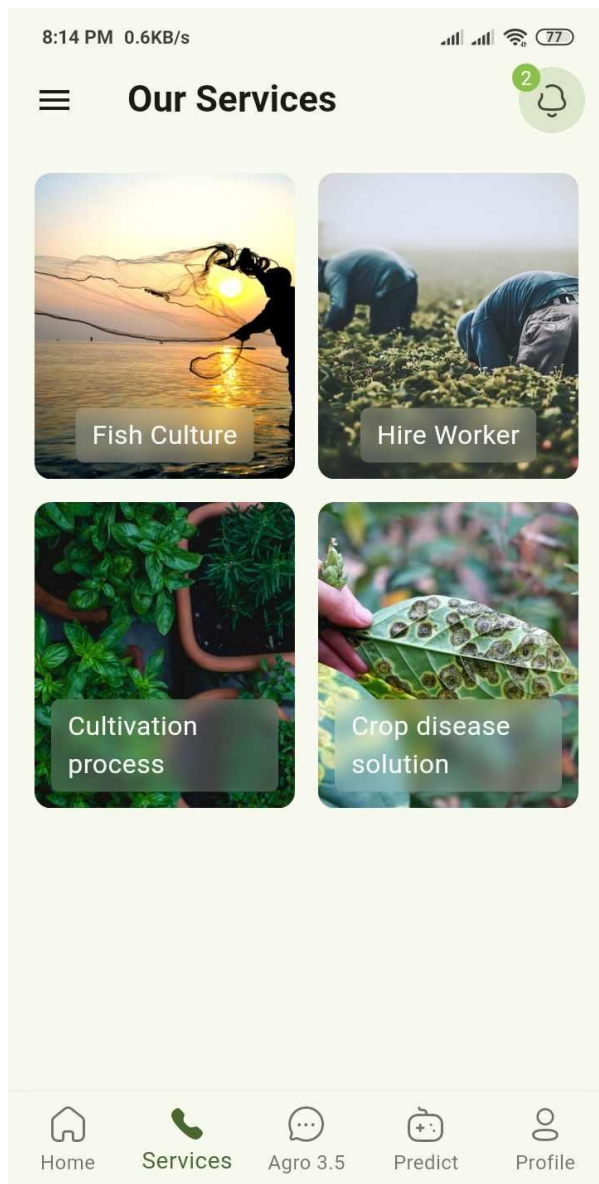 8:14 PM 0.6KB/s
77
Our Services
2
Fish Culture
Hire Worker
Cultivation
process
Crop disease
solution
Home
Services
Agro 3.5
Predict
Profile